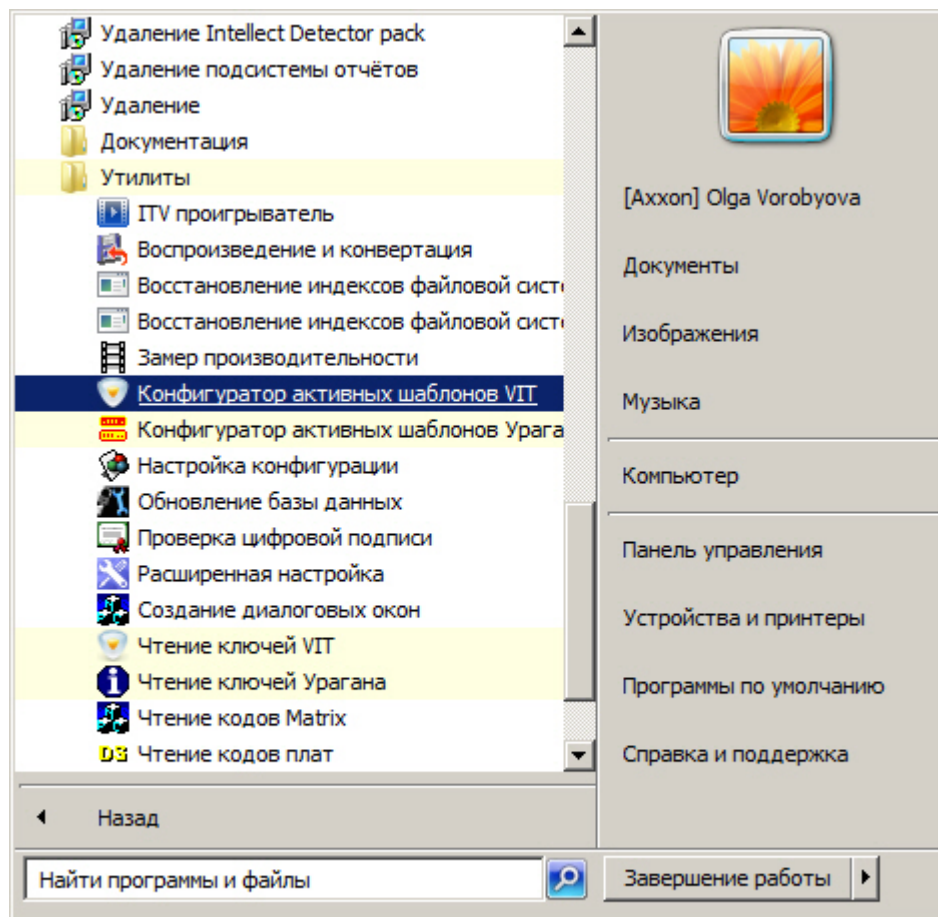 Удаление Intellect Detector pack
Удаление подсистемы отчётов
Удаление
Документация
Утилиты
ITV проигрыватель
Воспроизведение и конвертация
Восстановление индексов файловой сист
Восстановление индексов файловой сист
Замер производительности
Конфигуратор активных шаблонов VIT
Конфигуратор активных шаблонов Урага
Настройка конфигурации
Обновление базы данных
Проверка цифровой подписи
Расширенная настройка
Создание диалоговых окон
Чтение ключей VIT
Чтение ключей Урагана
Чтение кодов Matrix
Чтение кодов плат
Назад
Найти программы и файлы
[Axxon] Olga Vorobyova
Документы
Изображения
Музыка
Компьютер
Панель управления
Устройства и принтеры
Программы по умолчанию
Справка и поддержка
Завершение работы